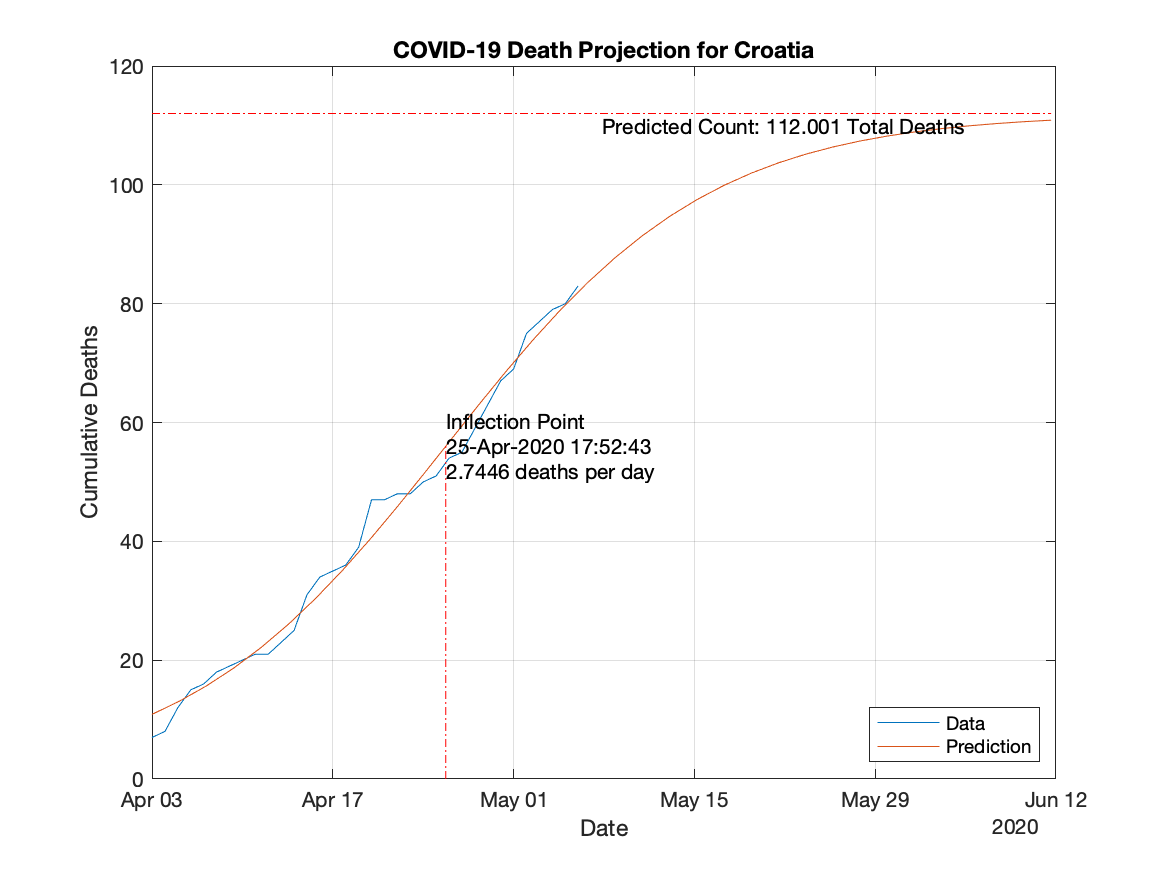 COVID-19 Death Projection for Croatia
120
100
80
60
40
20
0
Cumulative Deaths
Predicted Count: 112.001 Total Deaths
Inflection Point
25-Apr-2020 17:52:43
2.7446 deaths per day
Data
Prediction
Apr 03 Apr 17 May 01 May 15 May 29 Jun 12
Date
2020